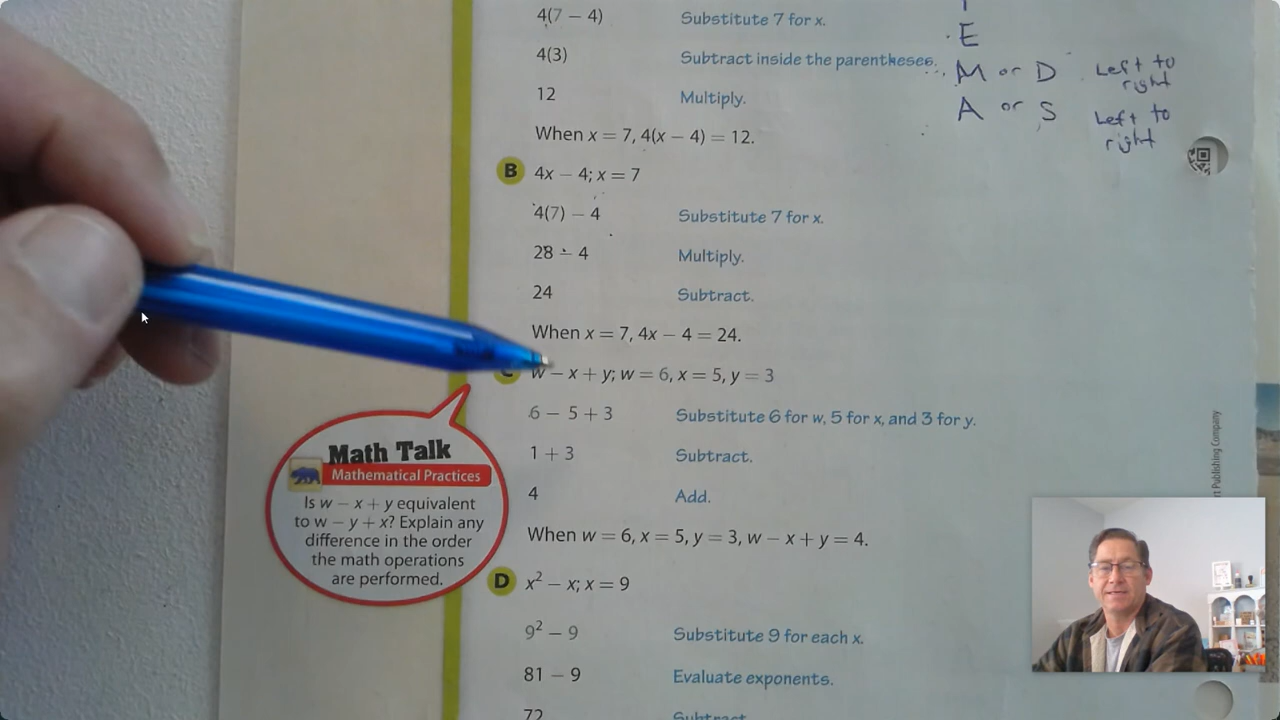 4(7 − 4) Substitute 7 for x.
E
4(3) Subtract inside the parentheses.
M or D Left to right
12 Multiply.
A or S Left to right
When x = 7, 4(x − 4) = 12.
B 4x − 4; x = 7
4(7) − 4 Substitute 7 for x.
28 − 4 Multiply.
24 Subtract.
When x = 7, 4x − 4 = 24.
C w − x + y; w = 6, x = 5, y = 3
6 − 5 + 3 Substitute 6 for w, 5 for x, and 3 for y.
1 + 3 Subtract.
4 Add.
When w = 6, x = 5, y = 3, w − x + y = 4.
Math Talk
Mathematical Practices
Is w − x + y equivalent
to w − y + x? Explain any
difference in the order
the math operations
are performed.
D x² − x; x = 9
9² − 9 Substitute 9 for each x.
81 − 9 Evaluate exponents.
72 Subtract.
Publishing Company